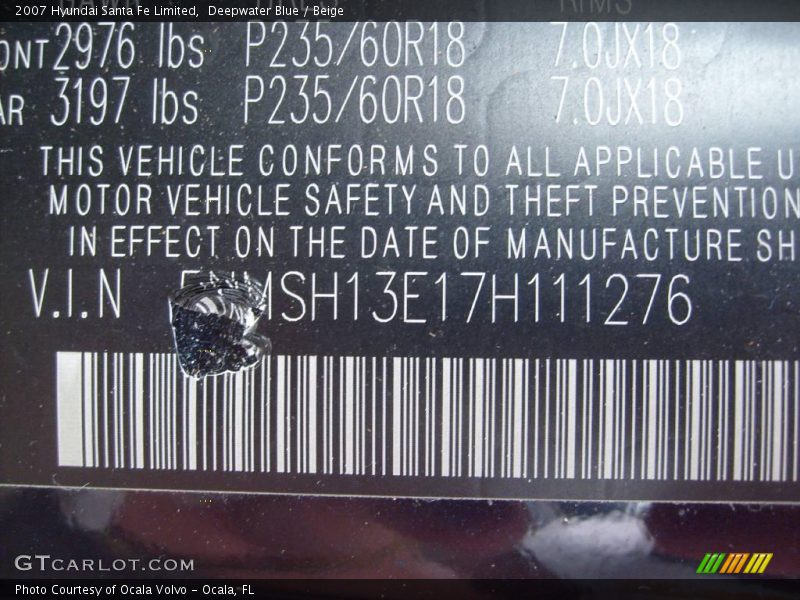 2007 Hyundai Santa Fe Limited, Deepwater Blue / Beige
RIMS
ONT 2976 lbs P235/60R18 7.0JX18
AR 3197 lbs P235/60R18 7.0JX18
THIS VEHICLE CONFORMS TO ALL APPLICABLE U
MOTOR VEHICLE SAFETY AND THEFT PREVENTION
IN EFFECT ON THE DATE OF MANUFACTURE SH
V.I.N MSH13E17H111276
GTCARLOT.COM
Photo Courtesy of Ocala Volvo - Ocala, FL